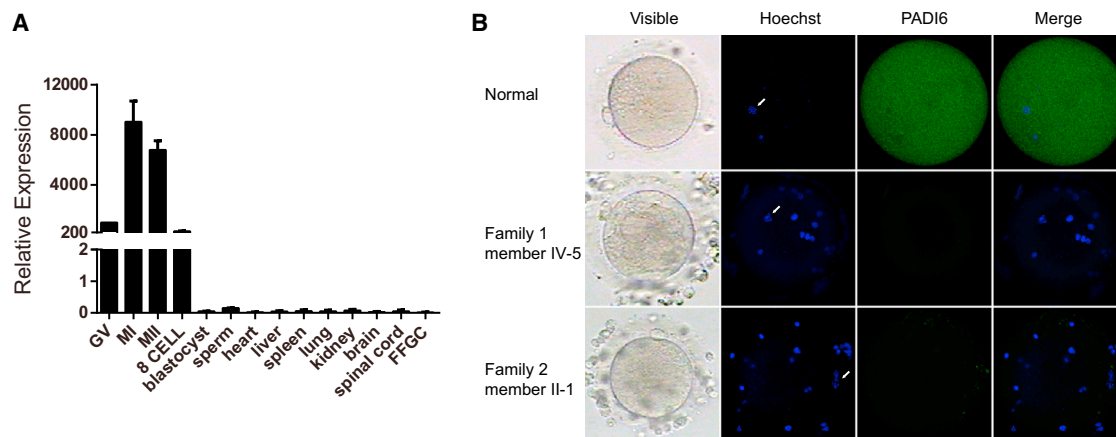 A
Relative Expression
12000
8000
4000
200
2
1
0
GV
MI
MII
8 CELL
blastocyst
sperm
heart
liver
spleen
lung
kidney
brain
spinal cord
FFGC
B
Visible
Hoechst
PADI6
Merge
Normal
Family 1
member IV-5
Family 2
member II-1